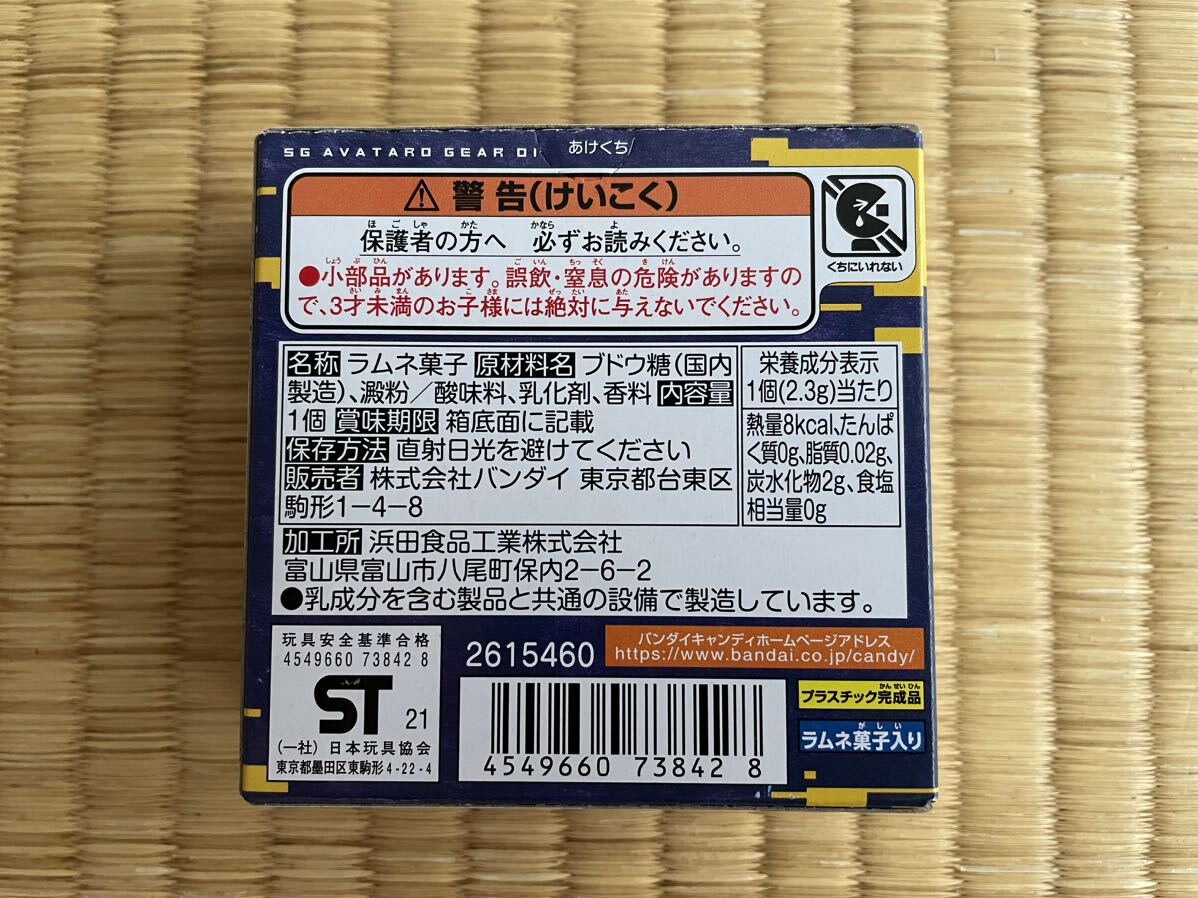 SG AVATARO GEAR 01
あけくち
⚠警告(けいこく)
保護者の方へ 必ずお読みください。
●小部品があります。誤飲・窒息の危険がありますの
で、3才未満のお子様には絶対に与えないでください。
くちにいれない
名称 ラムネ菓子 原材料名 ブドウ糖(国内
製造)、澱粉/酸味料、乳化剤、香料 内容量
1個 賞味期限 箱底面に記載
保存方法 直射日光を避けてください
販売者 株式会社バンダイ 東京都台東区
駒形1-4-8
栄養成分表示
1個(2.3g)当たり
熱量8kcal、たんぱ
く質0g、脂質0.02g、
炭水化物2g、食塩
相当量0g
加工所 浜田食品工業株式会社
富山県富山市八尾町保内2-6-2
●乳成分を含む製品と共通の設備で製造しています。
玩具安全基準合格
4549660 73842 8
ST 21
(一社)日本玩具協会
東京都墨田区東駒形4-22-4
2615460
バンダイキャンディホームページアドレス
https://www.bandai.co.jp/candy/
プラスチック完成品
ラムネ菓子入り
4549660 73842 8